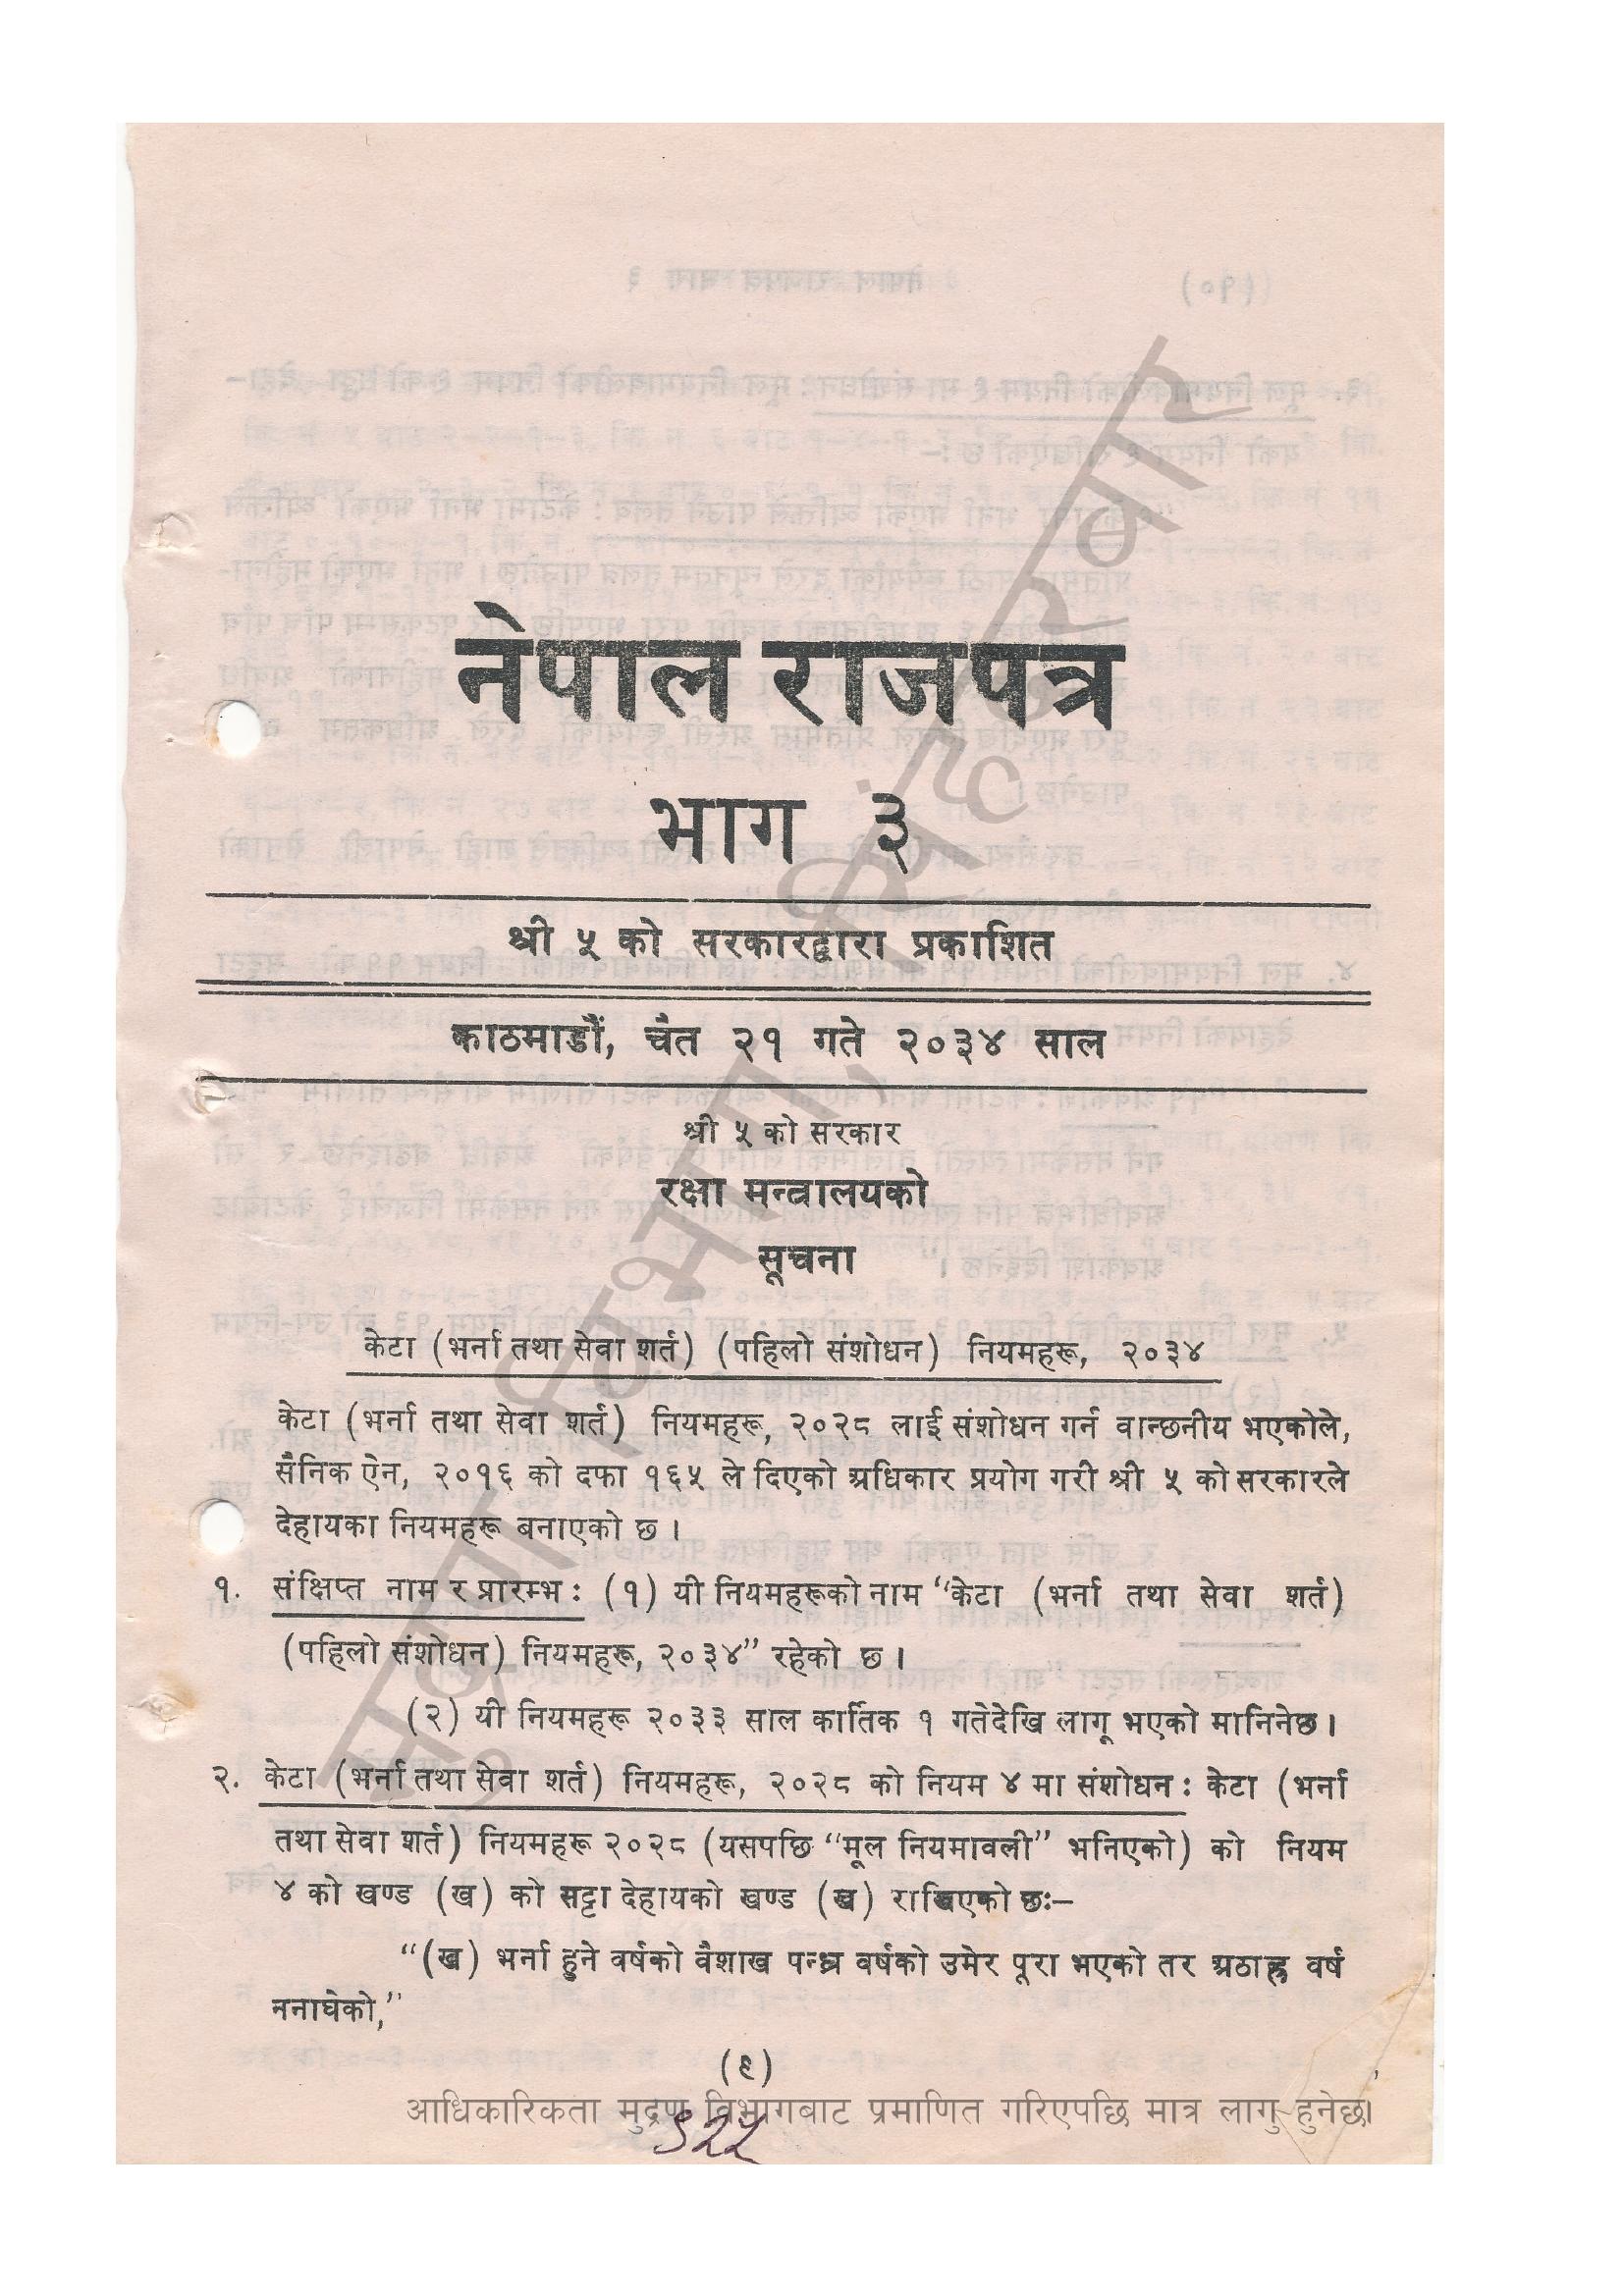 नेपाल राजपत्र
भाग ३
श्री ५ को सरकारद्वारा प्रकाशित
काठमाडौं, चैत २१ गते २०३४ साल
श्री ५ को सरकार
रक्षा मन्त्रालयको
सूचना
केटा (भर्ना तथा सेवा शर्त) (पहिलो संशोधन) नियमहरू, २०३४
केटा (भर्ना तथा सेवा शर्त) नियमहरू, २०२८ लाई संशोधन गर्न वान्छनीय भएकोले,
सैनिक ऐन, २०१६ को दफा १६५ ले दिएको अधिकार प्रयोग गरी श्री ५ को सरकारले
देहायका नियमहरू बनाएको छ ।
१. संक्षिप्त नाम र प्रारम्भ : (१) यी नियमहरूको नाम “केटा (भर्ना तथा सेवा शर्त)
(पहिलो संशोधन) नियमहरू, २०३४” रहेको छ ।
(२) यी नियमहरू २०३३ साल कार्तिक १ गतेदेखि लागू भएको मानिनेछ ।
२. केटा (भर्ना तथा सेवा शर्त) नियमहरू, २०२८ को नियम ४ मा संशोधन : केटा (भर्ना
तथा सेवा शर्त) नियमहरू २०२८ (यसपछि “मूल नियमावली” भनिएको) को नियम
४ को खण्ड (ख) को सट्टा देहायको खण्ड (ख) राखिएको छः–
“(ख) भर्ना हुने वर्षको वैशाख पन्ध्र वर्षको उमेर पूरा भएको तर अठाह्र वर्ष
ननाघेको,”
(९)
आधिकारिकता मुद्रण विभागबाट प्रमाणित गरिएपछि मात्र लागु हुनेछ।
मुद्रण विभाग, सिंहदरबार